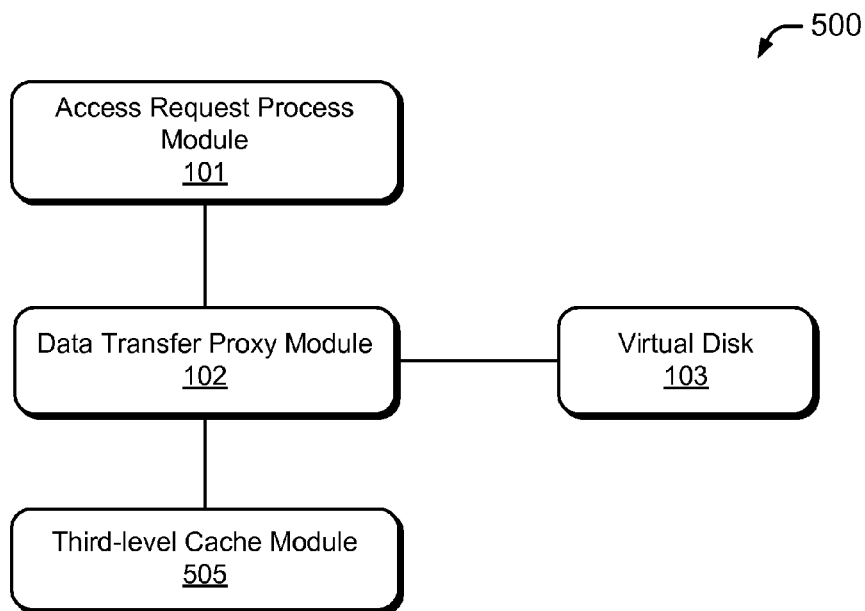 500
Access Request Process
Module
101
Data Transfer Proxy Module
102
Virtual Disk
103
Third-level Cache Module
505